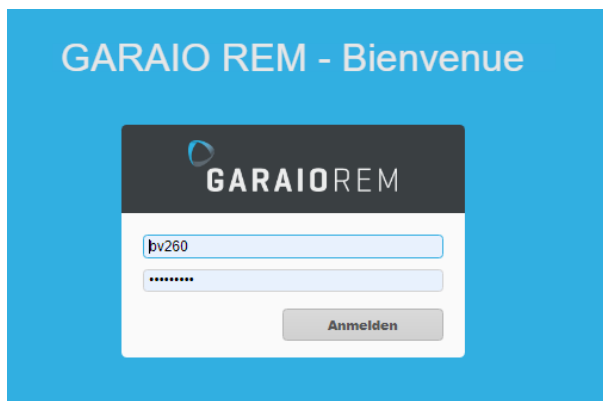 GARAIO REM - Bienvenue
GARAIOREM
bv260
•••••••••
Anmelden